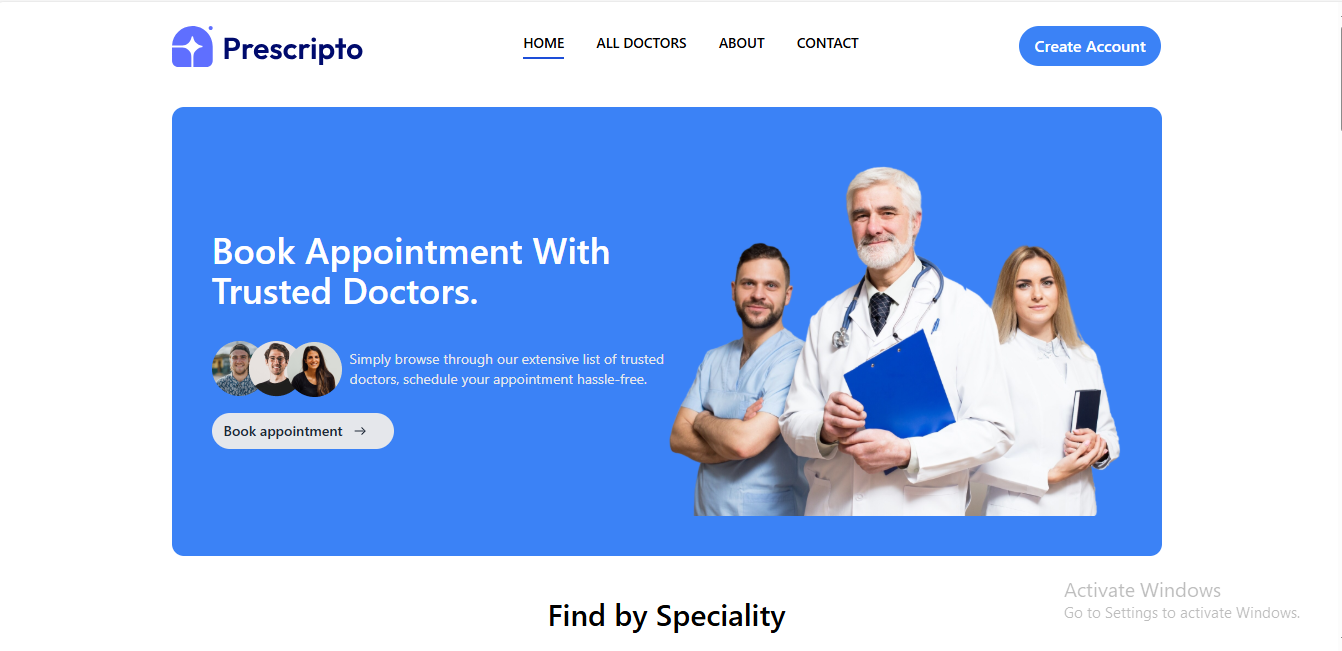 Prescripto
HOME
ALL DOCTORS
ABOUT
CONTACT
Create Account
Book Appointment With
Trusted Doctors.
Simply browse through our extensive list of trusted
doctors, schedule your appointment hassle-free.
Book appointment →
Find by Speciality
Activate Windows
Go to Settings to activate Windows.